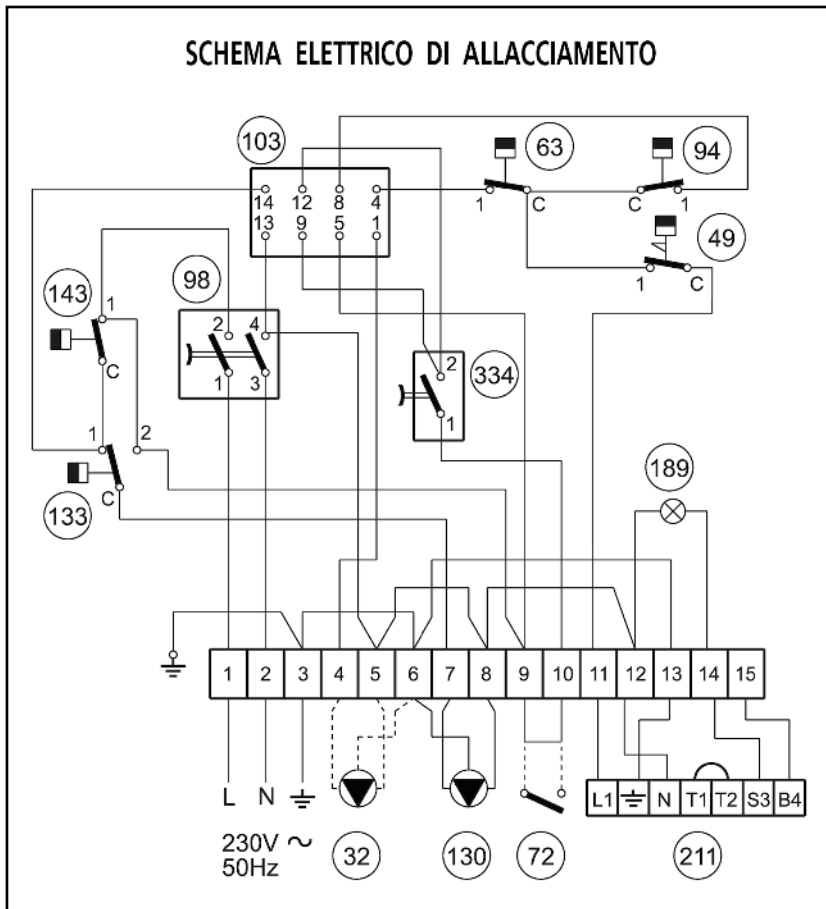 SCHEMA ELETTRICO DI ALLACCIAMENTO
103
63
94
14 12 8 4
13 9 5 1
1 C C 1
49
1 C
143
1
C
98
2 4
1 3
334
2
1
1 2
C
133
189
1 2 3 4 5 6 7 8 9 10 11 12 13 14 15
L N
230V ~
50Hz
32
130
72
L1 N T1 T2 S3 B4
211